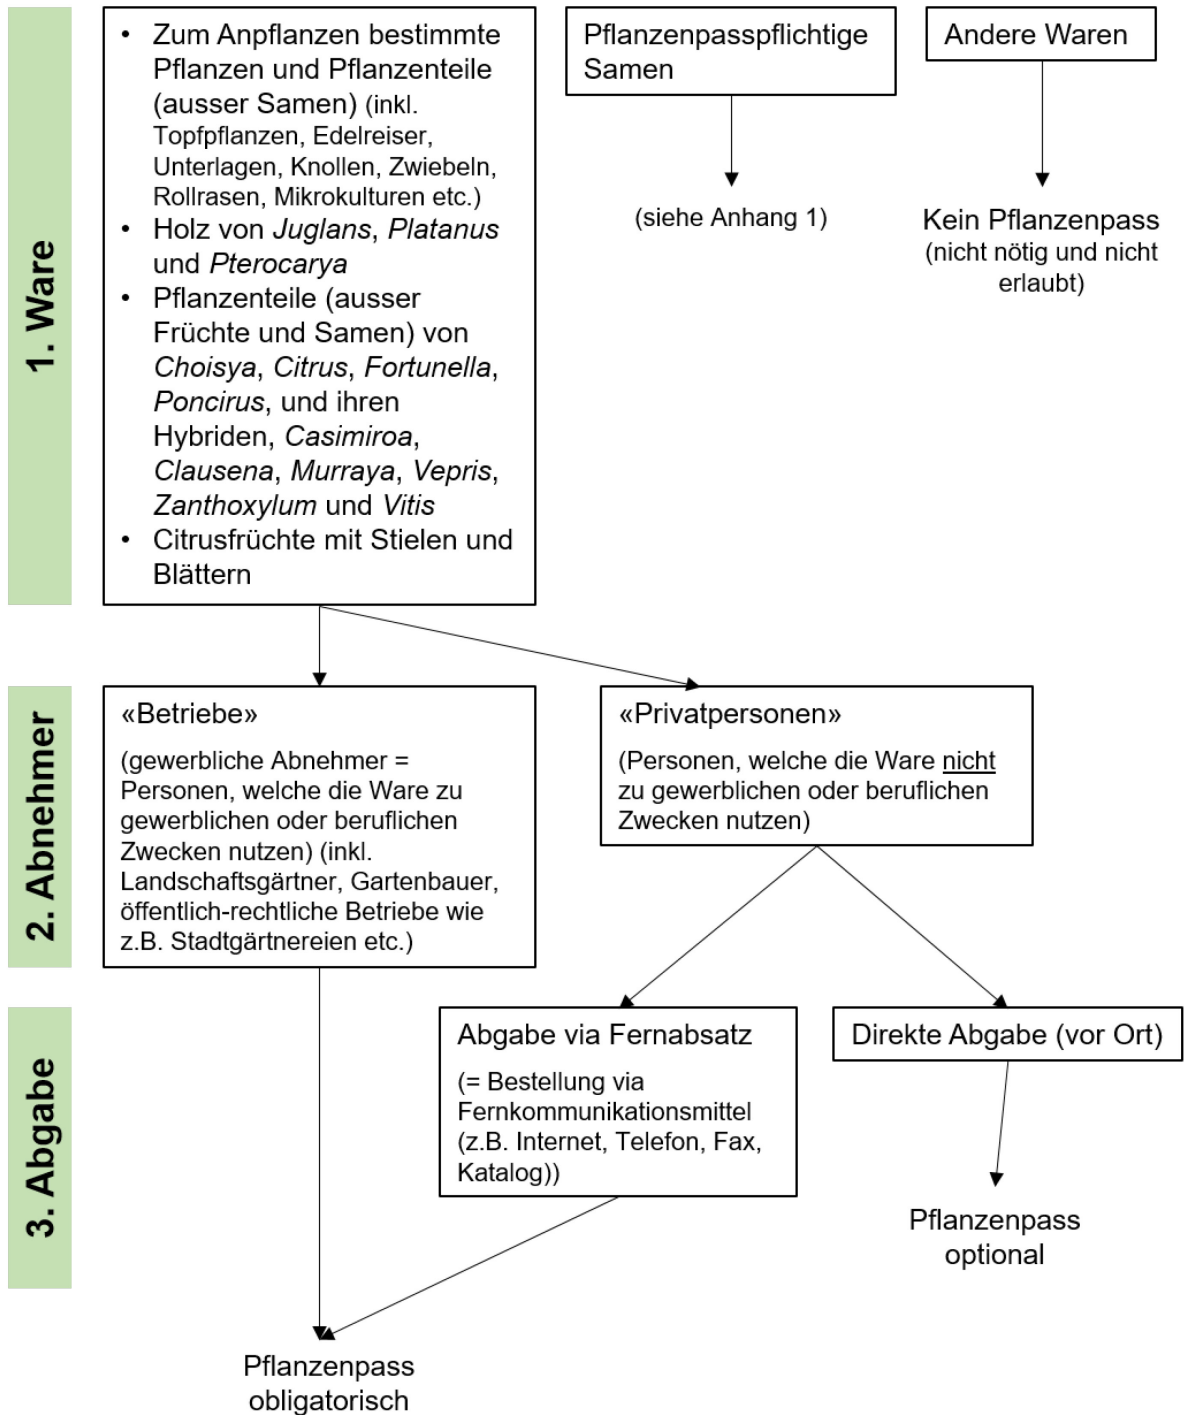 1. Ware
• Zum Anpflanzen bestimmte
Pflanzen und Pflanzenteile
(ausser Samen) (inkl.
Topfpflanzen, Edelreiser,
Unterlagen, Knollen, Zwiebeln,
Rollrasen, Mikrokulturen etc.)
• Holz von Juglans, Platanus
und Pterocarya
• Pflanzenteile (ausser
Früchte und Samen) von
Choisya, Citrus, Fortunella,
Poncirus, und ihren
Hybriden, Casimiroa,
Clausena, Murraya, Vepris,
Zanthoxylum und Vitis
• Citrusfrüchte mit Stielen und
Blättern
Pflanzenpasspflichtige
Samen
(siehe Anhang 1)
Andere Waren
Kein Pflanzenpass
(nicht nötig und nicht
erlaubt)
2. Abnehmer
«Betriebe»
(gewerbliche Abnehmer =
Personen, welche die Ware zu
gewerblichen oder beruflichen
Zwecken nutzen) (inkl.
Landschaftsgärtner, Gartenbauer,
öffentlich-rechtliche Betriebe wie
z.B. Stadtgärtnereien etc.)
«Privatpersonen»
(Personen, welche die Ware nicht
zu gewerblichen oder beruflichen
Zwecken nutzen)
3. Abgabe
Abgabe via Fernabsatz
(= Bestellung via
Fernkommunikationsmittel
(z.B. Internet, Telefon, Fax,
Katalog))
Direkte Abgabe (vor Ort)
Pflanzenpass
optional
Pflanzenpass
obligatorisch